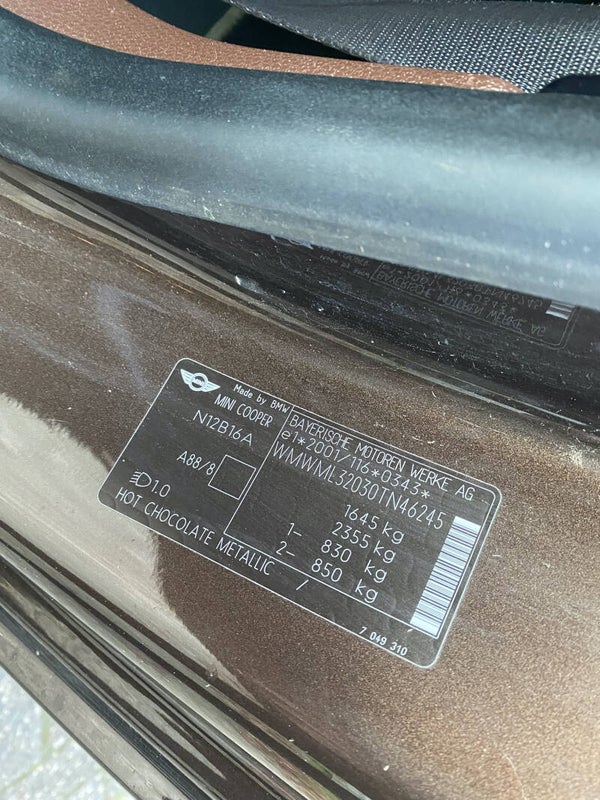 Made by BMW
MINI COOPER
N12B16A
A88/8
1.0
HOT CHOCOLATE METALLIC /
BAYERISCHE MOTOREN WERKE AG
e1*2001/116*0343*
WMWML32030TN46245
1645 kg
2355 kg
1– 830 kg
2– 850 kg
7 049 310